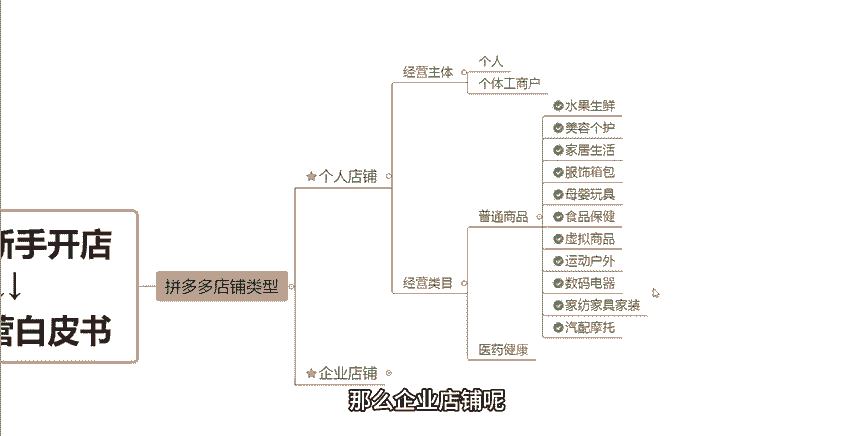 新手开店
↓
营白皮书
拼多多店铺类型
★个人店铺
经营主体
个人
个体工商户
经营类目
普通商品
水果生鲜
美容个护
家居生活
服饰箱包
母婴玩具
食品保健
虚拟商品
运动户外
数码电器
家纺家具家装
汽配摩托
医药健康
★企业店铺
那么企业店铺呢